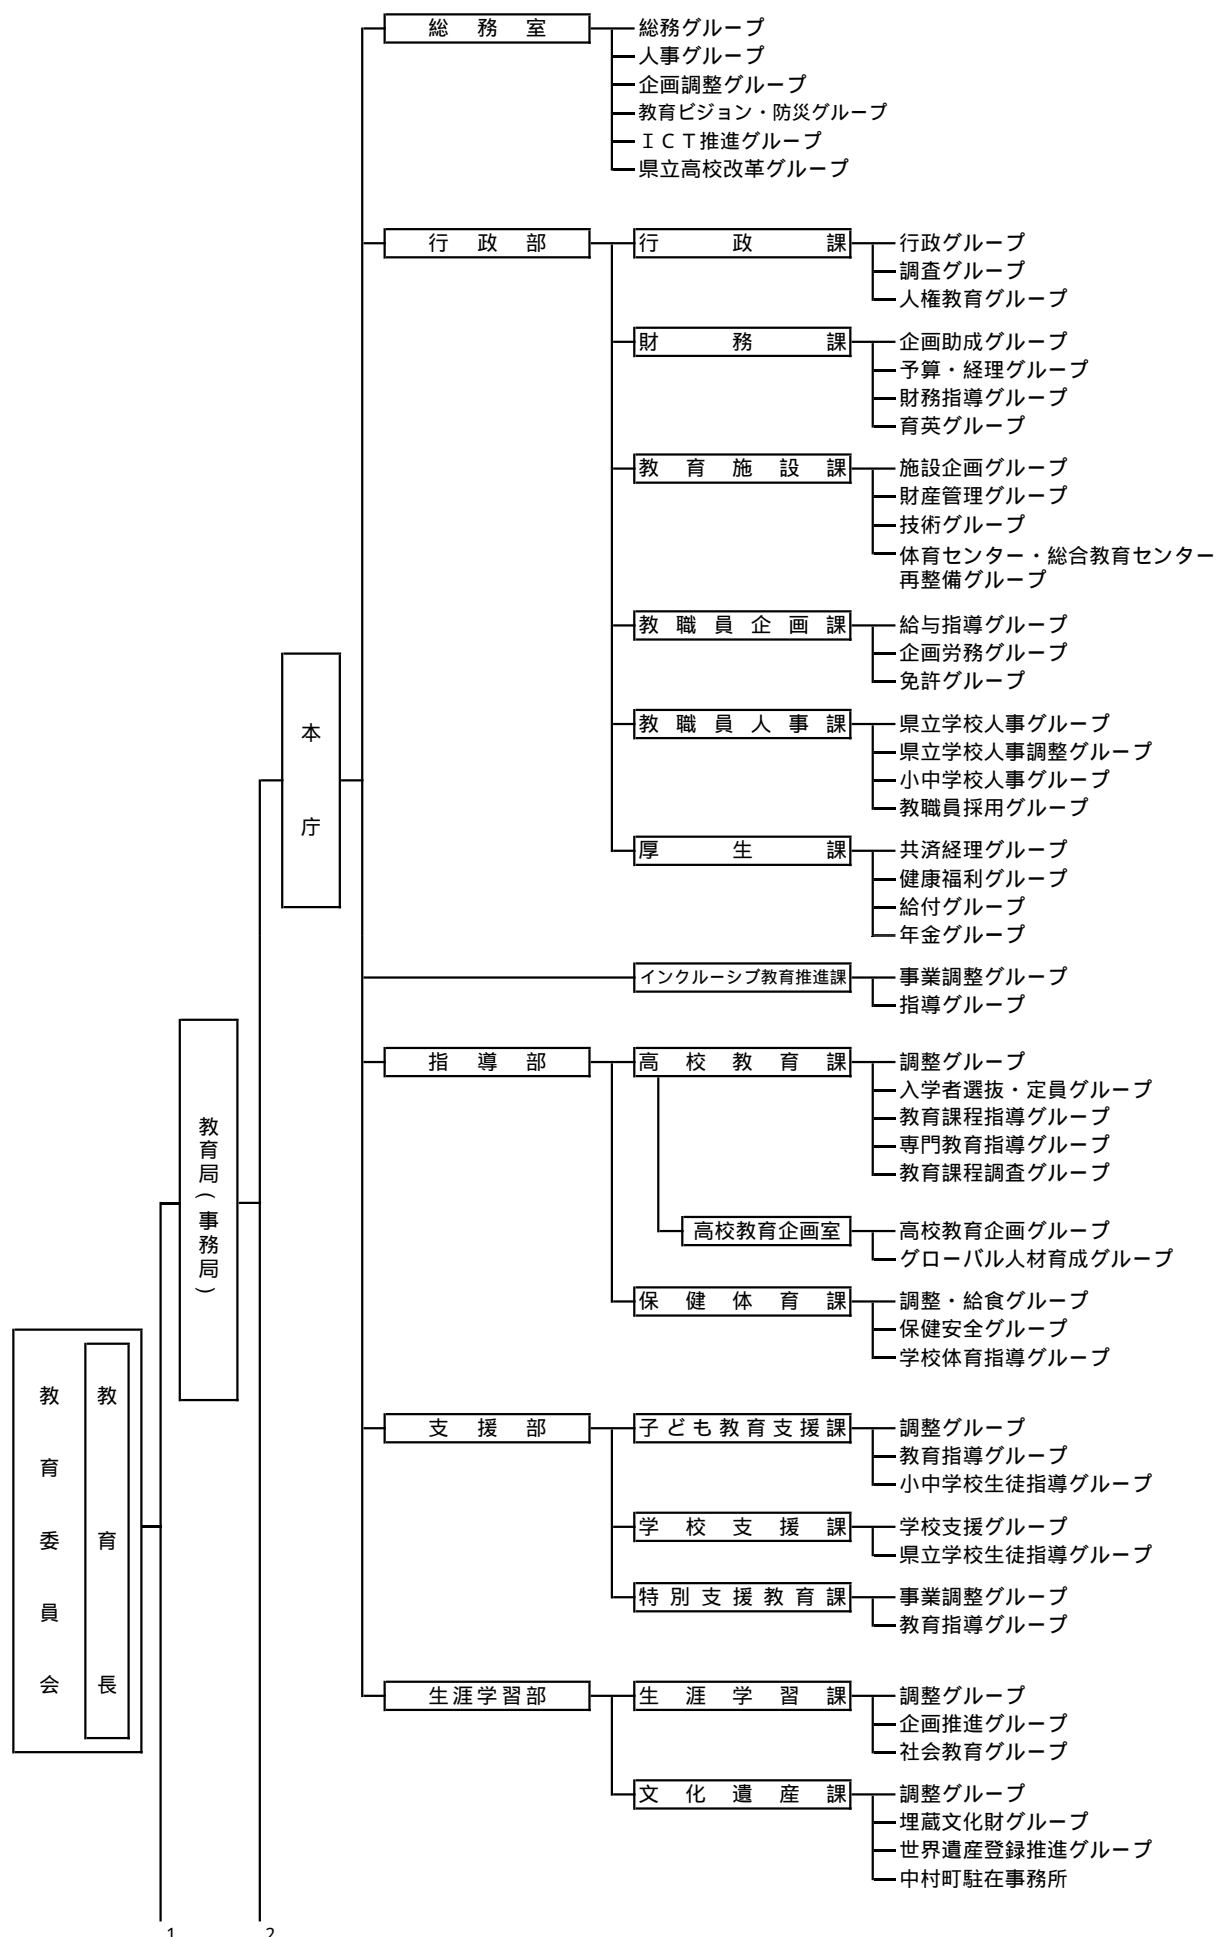 総務室
総務グループ
人事グループ
企画調整グループ
教育ビジョン・防災グループ
ＩＣＴ推進グループ
県立高校改革グループ
行政部
行政課
行政グループ
調査グループ
人権教育グループ
財務課
企画助成グループ
予算・経理グループ
財務指導グループ
育英グループ
教育施設課
施設企画グループ
財産管理グループ
技術グループ
体育センター・総合教育センター
再整備グループ
教職員企画課
給与指導グループ
企画労務グループ
免許グループ
教職員人事課
県立学校人事グループ
県立学校人事調整グループ
小中学校人事グループ
教職員採用グループ
厚生課
共済経理グループ
健康福利グループ
給付グループ
年金グループ
本庁
インクルーシブ教育推進課
事業調整グループ
指導グループ
指導部
高校教育課
調整グループ
入学者選抜・定員グループ
教育課程指導グループ
専門教育指導グループ
教育課程調査グループ
高校教育企画室
高校教育企画グループ
グローバル人材育成グループ
保健体育課
調整・給食グループ
保健安全グループ
学校体育指導グループ
教育局(事務局)
教育委員会
教育長
支援部
子ども教育支援課
調整グループ
教育指導グループ
小中学校生徒指導グループ
学校支援課
学校支援グループ
県立学校生徒指導グループ
特別支援教育課
事業調整グループ
教育指導グループ
生涯学習部
生涯学習課
調整グループ
企画推進グループ
社会教育グループ
文化遺産課
調整グループ
埋蔵文化財グループ
世界遺産登録推進グループ
中村町駐在事務所
1
2